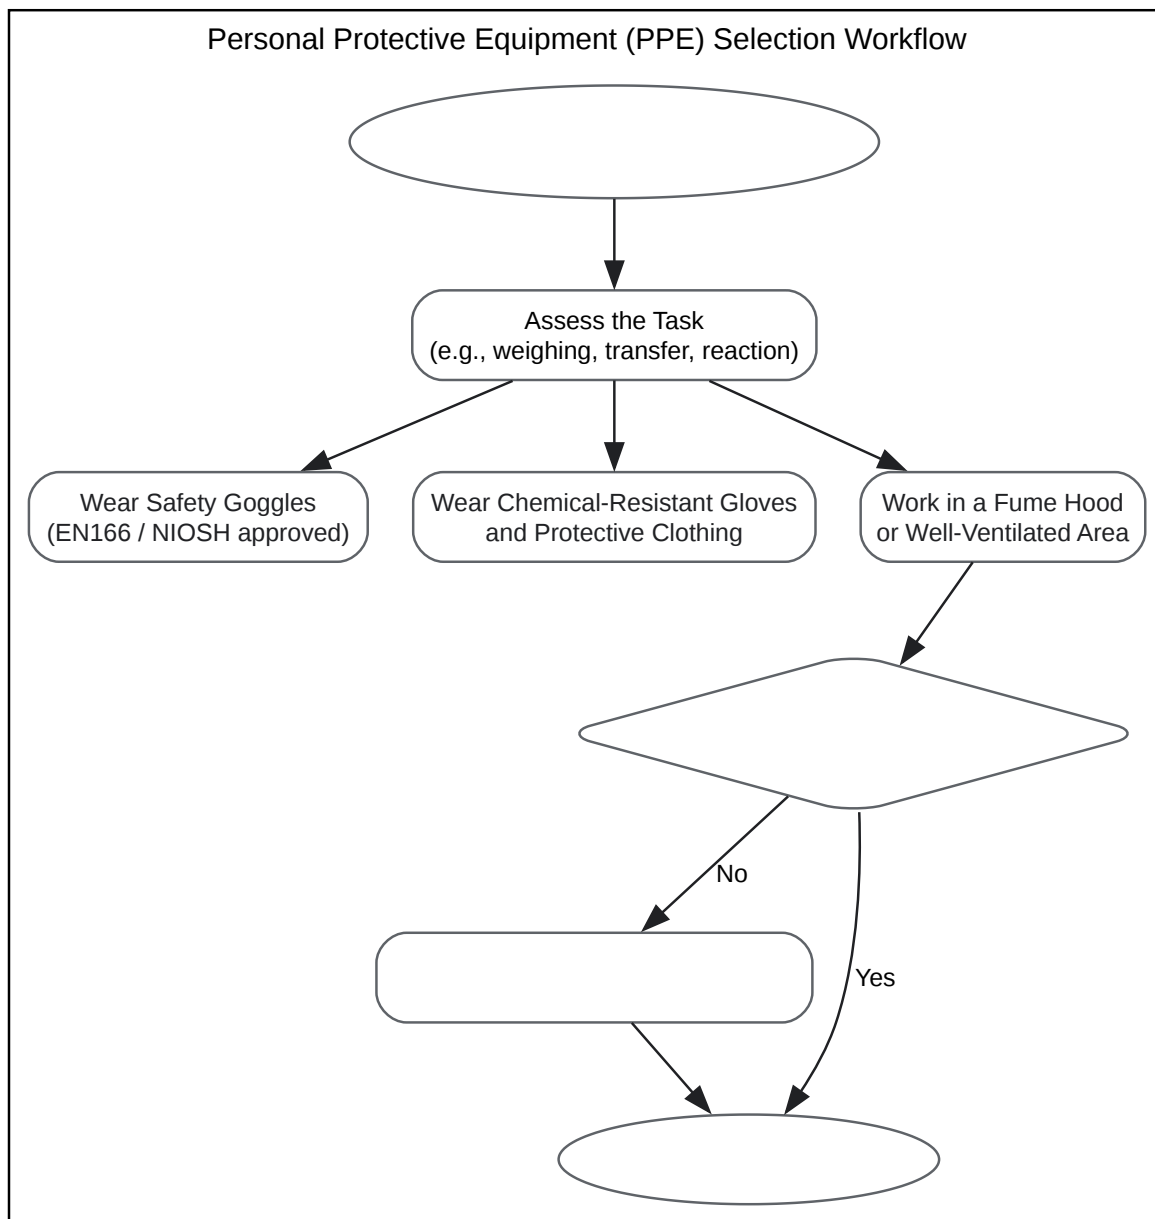 Personal Protective Equipment (PPE) Selection Workflow
Assess the Task
(e.g., weighing, transfer, reaction)
Wear Safety Goggles
(EN166 / NIOSH approved)
Wear Chemical-Resistant Gloves
and Protective Clothing
Work in a Fume Hood
or Well-Ventilated Area
No
Yes